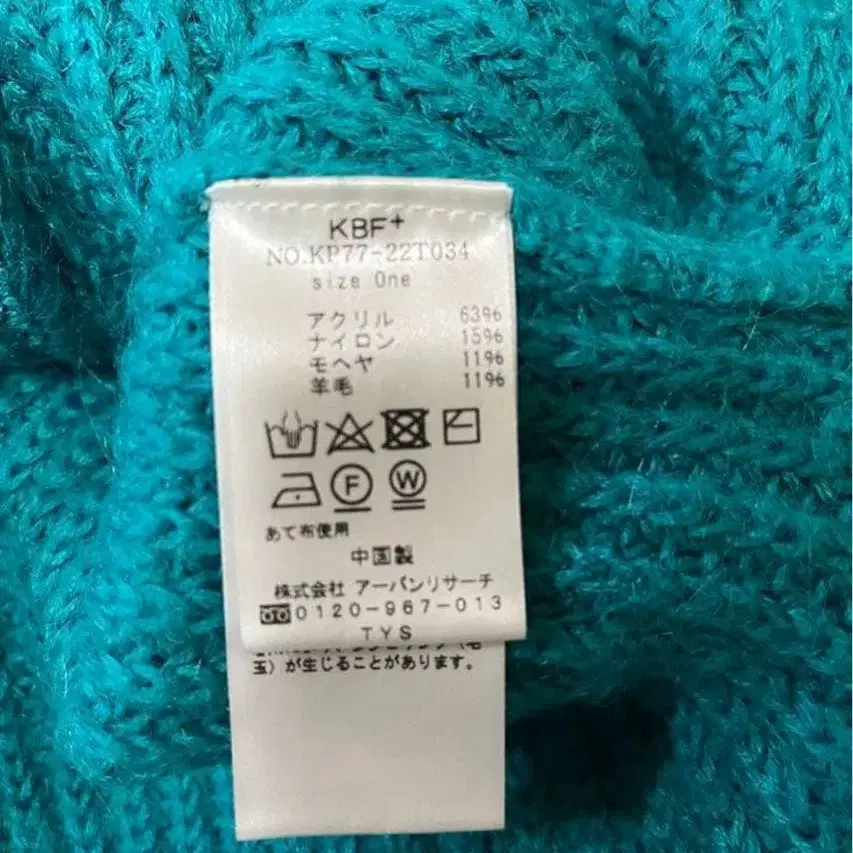 KBF+
NO.KP77-22T034
size One
アクリル 63%
ナイロン 15%
モヘヤ 11%
羊毛 11%
F W
あて布使用
中国製
株式会社 アーバンリサーチ
0120-967-013
TYS
玉）が生じることがあります。